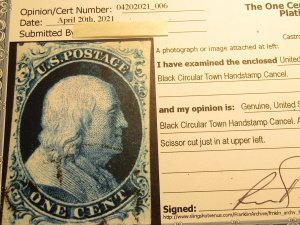 Opinion/Cert Number: 04202021_006
The One Cen
Date: April 20th, 2021
Submitted By
Castro
A photograph or image attached at left:
I have examined the enclosed United
Black Circular Town Handstamp Cancel.
and my opinion is: Genuine, United S
Black Circular Town Handstamp Cancel, A
Scissor cut just in at upper left.
Signed:
U.S. POSTAGE
ONE CENT